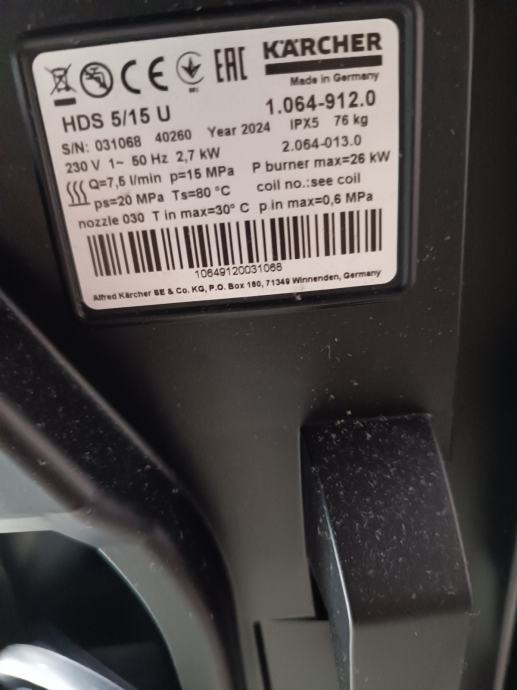 CE EAC KÄRCHER
Made in Germany
HDS 5/15 U 1.064-912.0
S/N: 031068 40260 Year 2024 IPX5 76 kg
230 V 1~ 50 Hz 2,7 kW 2.064-013.0
Q=7,5 l/min p=15 MPa P burner max=26 kW
ps=20 MPa Ts=80 °C coil no.:see coil
nozzle 030 T in max=30° C p in max=0,6 MPa
10649120031068
Alfred Kärcher SE & Co. KG, P.O. Box 160, 71349 Winnenden, Germany